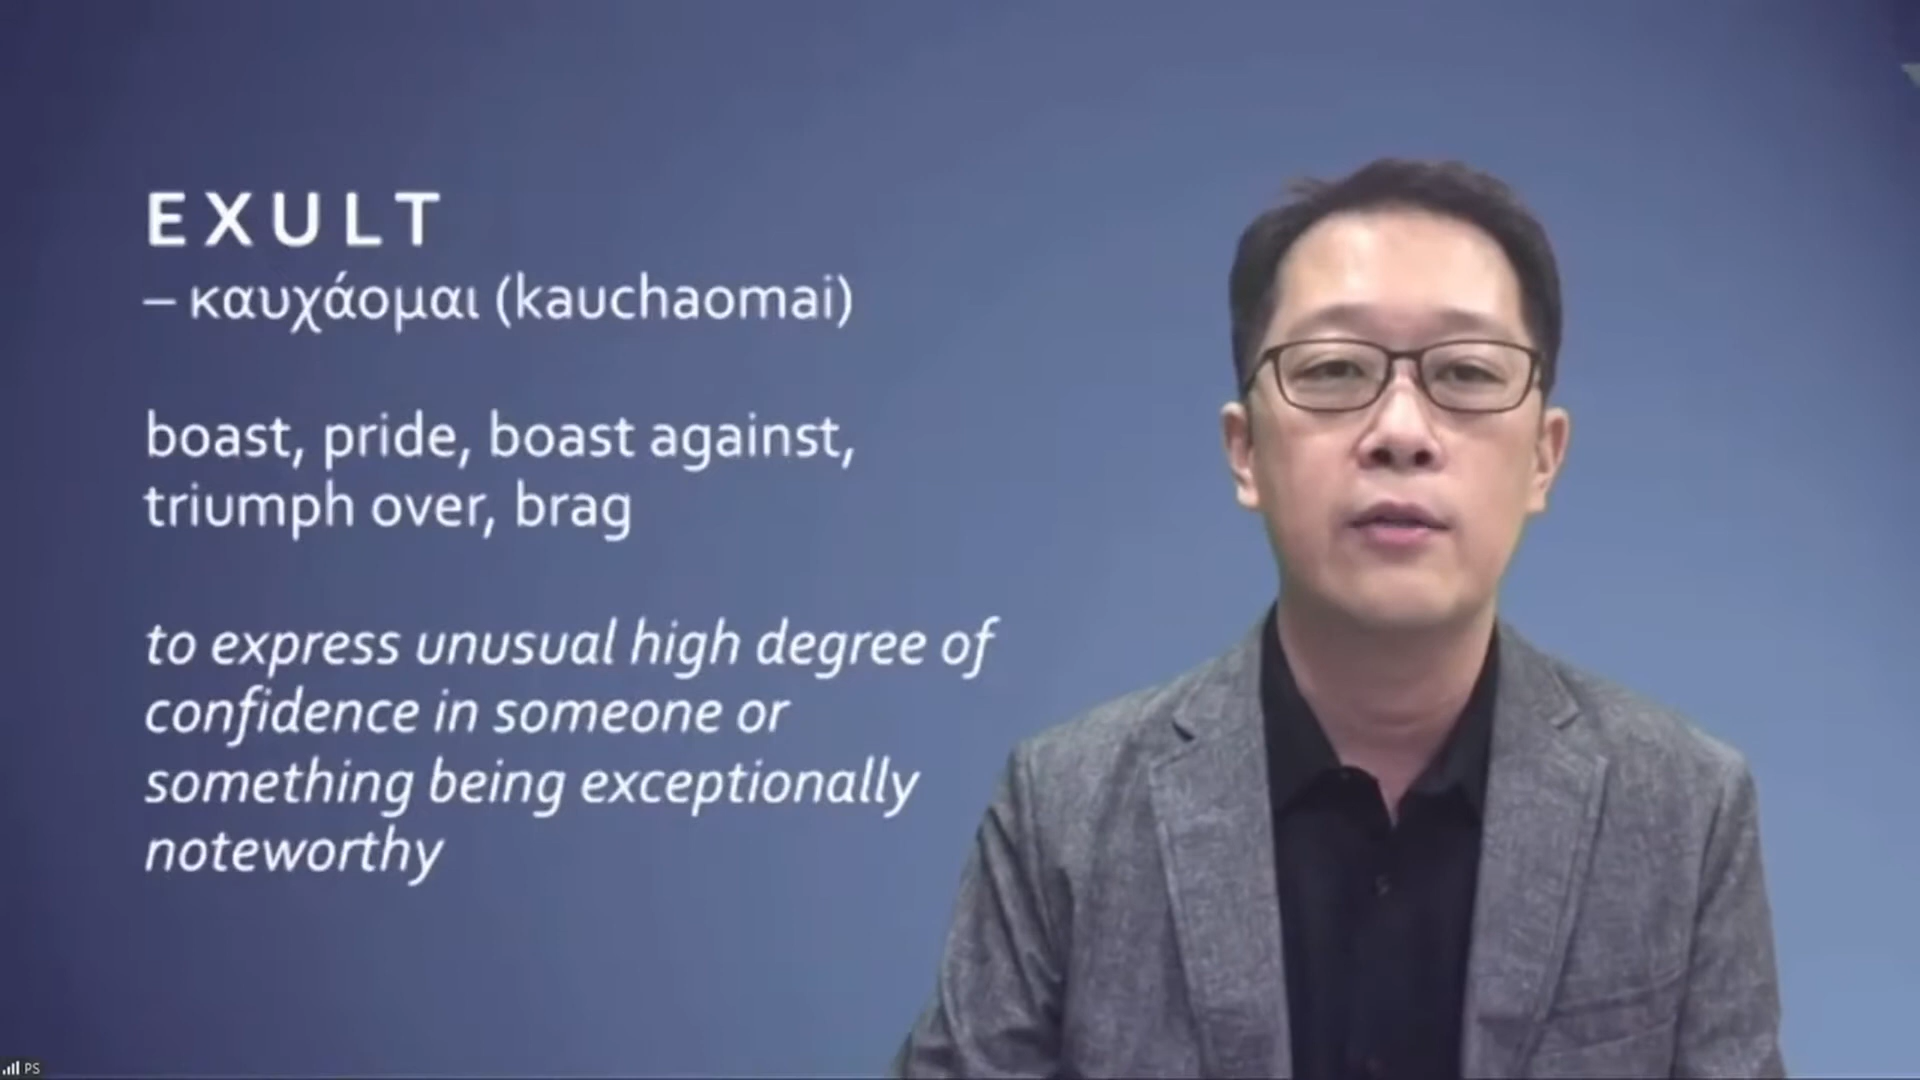 EXULT
– καυχάομαι (kauchaomai)
boast, pride, boast against,
triumph over, brag
to express unusual high degree of
confidence in someone or
something being exceptionally
noteworthy
PS